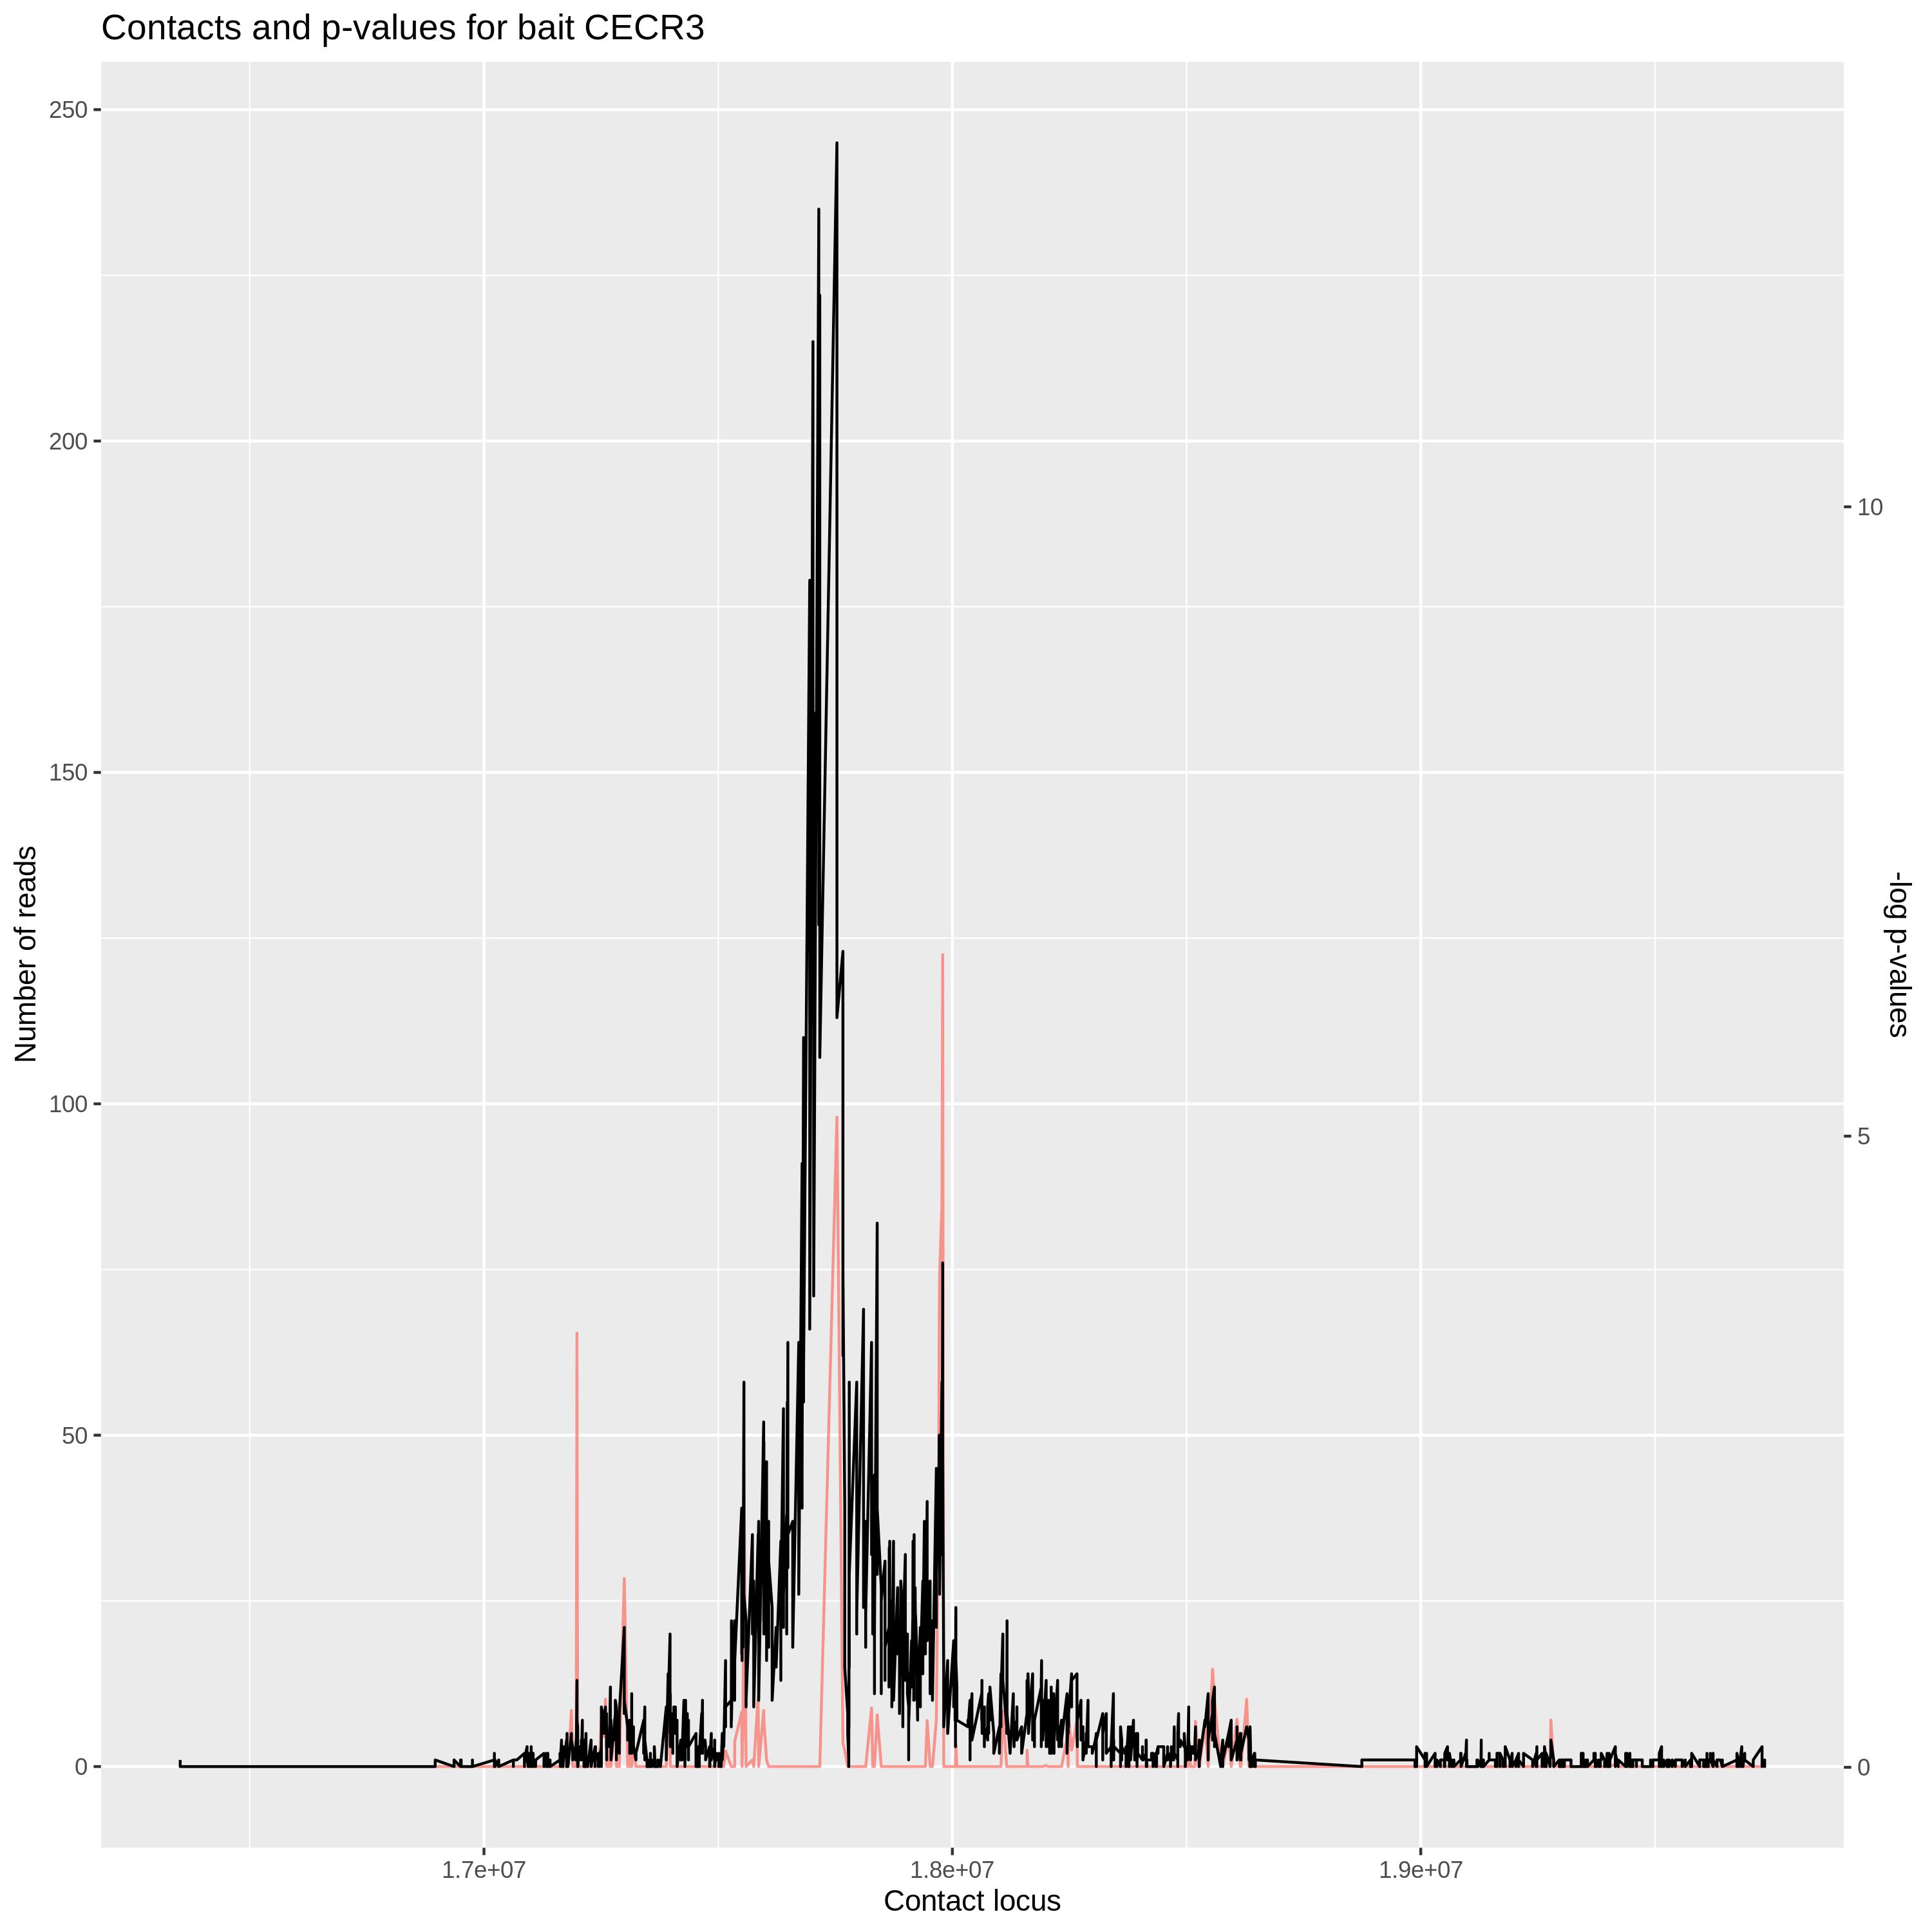 Contacts and p-values for bait CECR3
250
200
150
100
50
0
Number of reads
10
5
0
-log p-values
1.7e+07
1.8e+07
1.9e+07
Contact locus